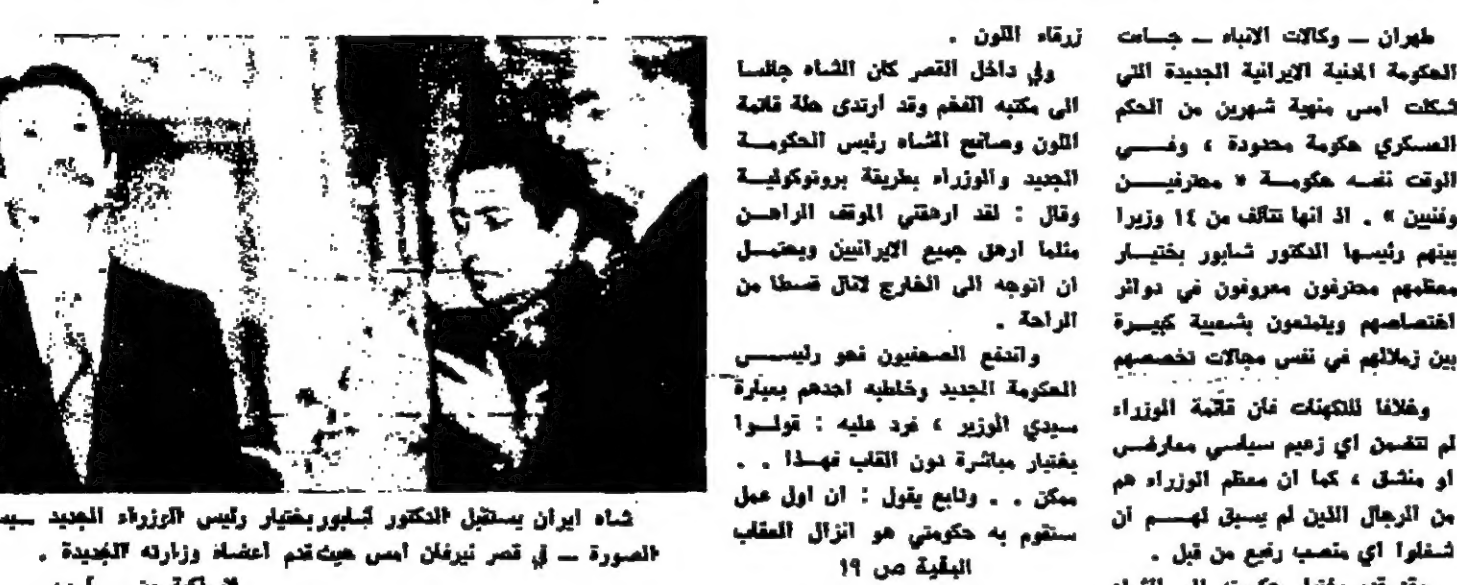 طهران — وكالات الانباء — جاءت
الحكومة المدنية الايرانية الجديدة التي
شكلت امس منهية شهرين من الحكم
العسكري حكومة محدودة ، وفي
الوقت نفسه حكومة « محترفين
وفنيين » . اذ انها تتألف من ١٤ وزيرا
بينهم رئيسها الدكتور شابور بختيار
معظمهم محترفون معروفون في دوائر
اختصاصهم ويتمتعون بشعبية كبيرة
بين زملائهم في نفس مجالات تخصصهم
وخلافا للتكهنات فأن قائمة الوزراء
لم تتضمن اي زعيم سياسي معارض
او منشق ، كما ان معظم الوزراء هم
من الرجال الذين لم يسبق لهم ان
شغلوا اي منصب رفيع من قبل .
زرقاء اللون .
وفي داخل القصر كان الشاه جالسا
الى مكتبه الفخم وقد ارتدى حلة قاتمة
اللون وصافح الشاه رئيس الحكومة
الجديد والوزراء بطريقة بروتوكولية
وقال : لقد ارهقتي الموقف الراهن
مثلما ارهق جميع الايرانيين ويحتمل
ان اتوجه الى الخارج لانال قسطا من
الراحة .
واندفع الصحفيون نحو رئيس
الحكومة الجديد وخاطبه احدهم بعبارة
سيدي الوزير ، فرد عليه : قولوا
بختيار مباشرة دون القاب فهذا . .
ممكن . . وتابع يقول : ان اول عمل
ستقوم به حكومتي هو انزال العقاب
البقية ص ١٩
شاه ايران يستقبل الدكتور شابور بختيار رئيس الوزراء الجديد
الصورة — في قصر نيرفان امس حيث قدم أعضاء وزارته الجديدة .